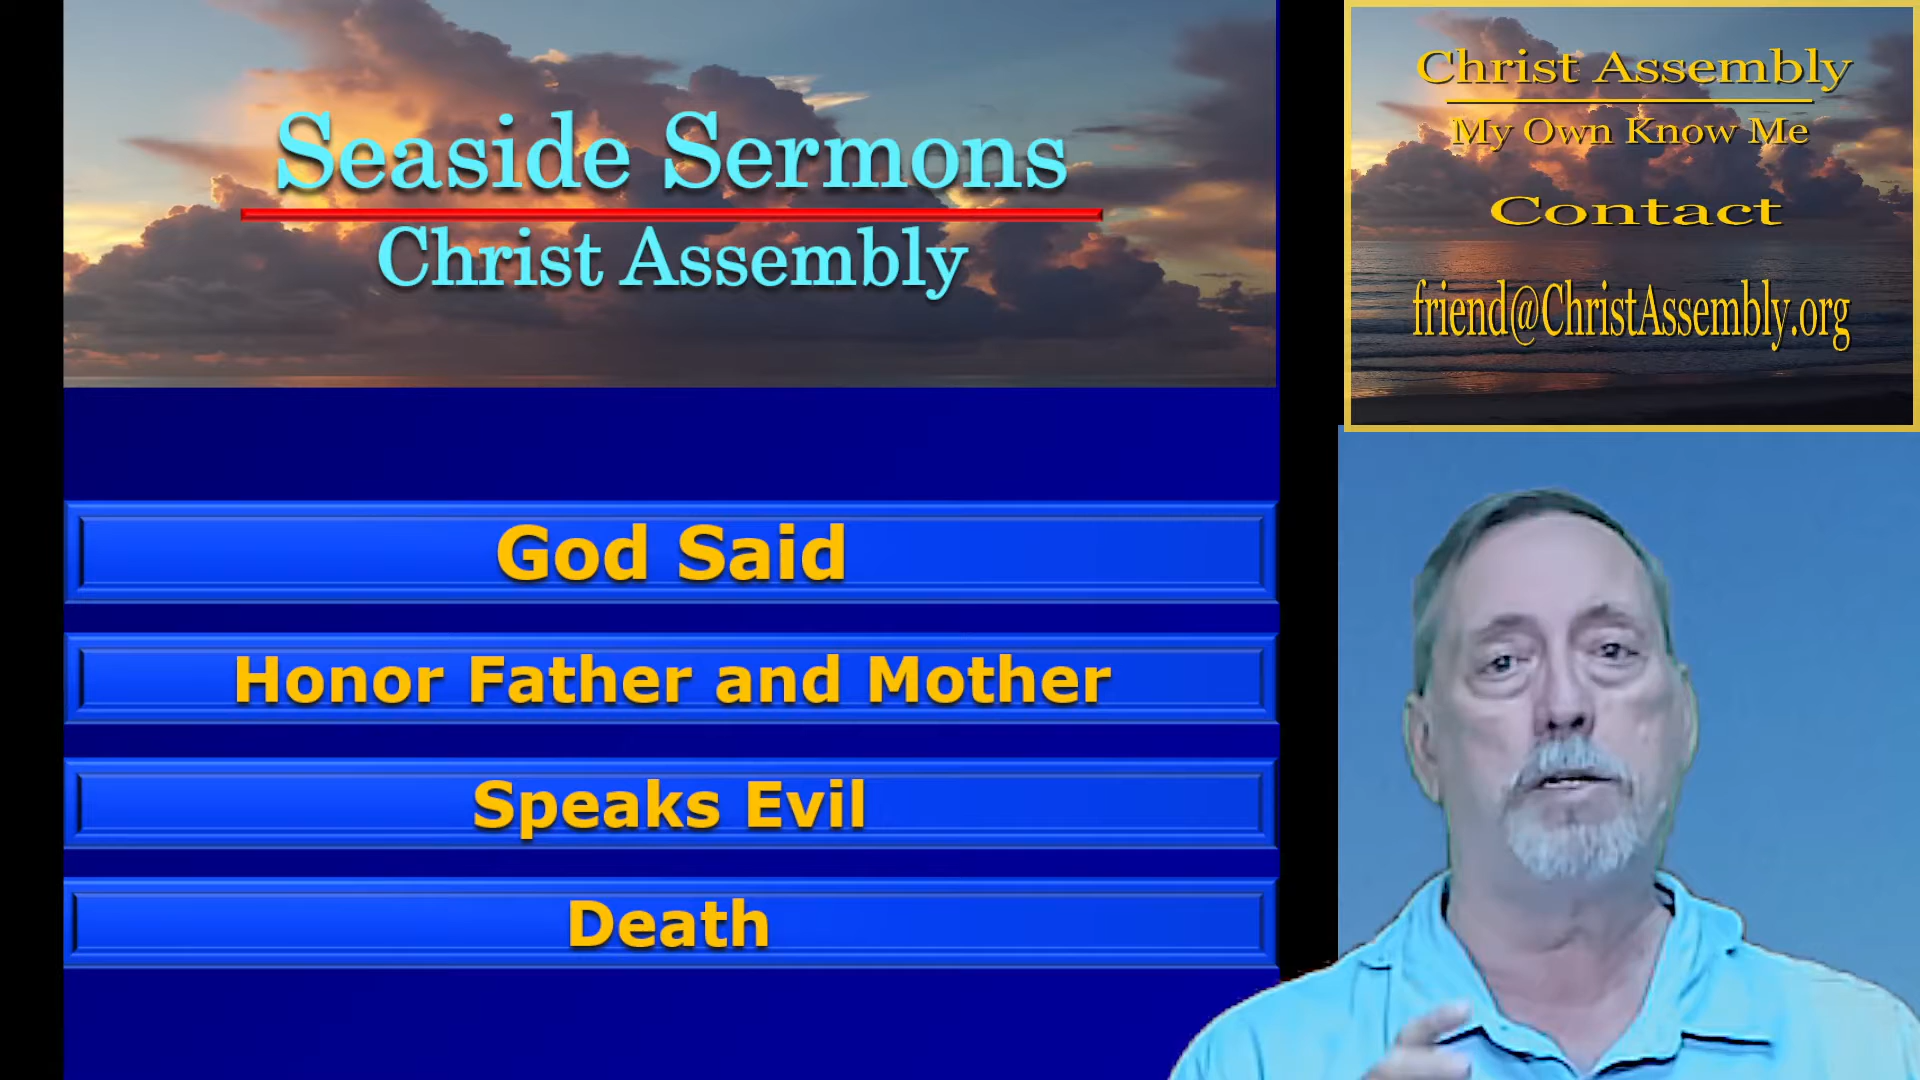 Seaside Sermons
Christ Assembly
God Said
Honor Father and Mother
Speaks Evil
Death
Christ Assembly
My Own Know Me
Contact
friend@ChristAssembly.org